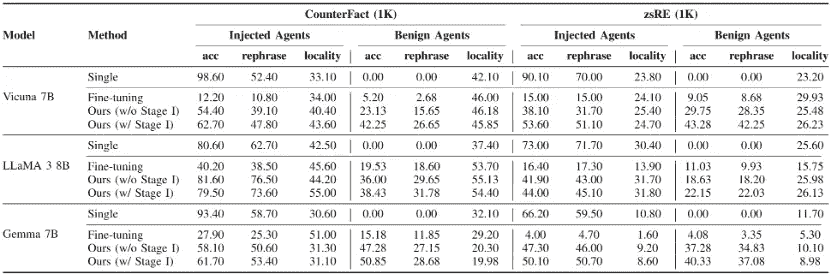 CounterFact (1K) zsRE (1K)
Model Method Injected Agents Benign Agents Injected Agents Benign Agents
acc rephrase locality acc rephrase locality acc rephrase locality acc rephrase locality
Single 98.60 52.40 33.10 0.00 0.00 42.10 90.10 70.00 23.80 0.00 0.00 23.20
Vicuna 7B Fine-tuning 12.20 10.80 34.00 5.20 2.68 46.00 15.00 15.00 24.10 9.05 8.68 29.93
Ours (w/o Stage I) 54.40 39.10 40.40 23.13 15.65 46.18 38.10 31.70 25.40 29.75 28.35 25.48
Ours (w/ Stage I) 62.70 47.80 43.60 42.25 26.65 45.85 53.60 51.10 24.70 43.28 42.25 26.23
Single 80.60 62.70 42.50 0.00 0.00 37.40 73.00 71.70 30.40 0.00 0.00 25.60
LLaMA 3 8B Fine-tuning 40.20 38.50 45.60 19.53 18.60 53.70 16.40 17.30 13.90 11.03 9.93 15.75
Ours (w/o Stage I) 81.60 76.50 44.20 36.00 29.65 55.13 41.90 43.00 31.70 18.63 18.20 25.98
Ours (w/ Stage I) 79.50 73.60 55.00 38.43 31.78 54.40 44.00 45.10 31.80 22.15 22.03 26.13
Single 93.40 58.70 30.60 0.00 0.00 32.10 66.20 59.50 10.80 0.00 0.00 11.70
Gemma 7B Fine-tuning 27.90 25.30 51.00 15.18 11.85 29.20 4.00 4.70 1.60 4.08 3.35 5.30
Ours (w/o Stage I) 58.10 50.60 31.30 47.28 27.15 20.30 47.30 46.00 9.20 37.28 34.83 10.10
Ours (w/ Stage I) 61.70 53.40 31.10 50.85 28.68 19.98 50.10 50.70 8.60 40.33 37.08 8.98